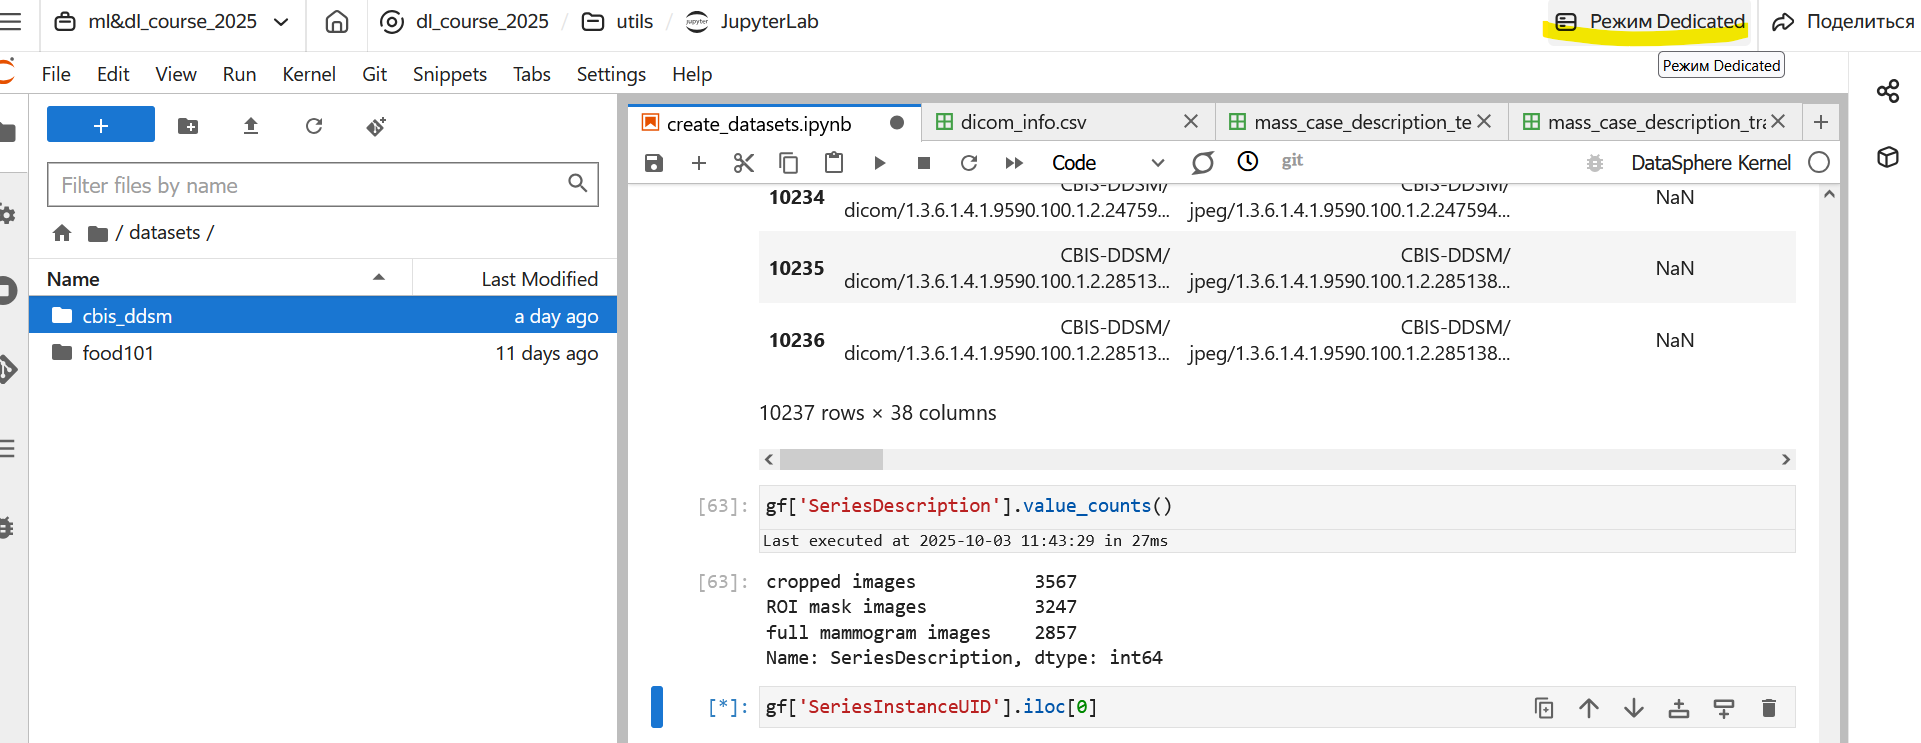 ml&dl_course_2025 dl_course_2025 / utils / JupyterLab Режим Dedicated Поделиться
Режим Dedicated
File Edit View Run Kernel Git Snippets Tabs Settings Help
+
Filter files by name
/ datasets /
Name Last Modified
cbis_ddsm a day ago
food101 11 days ago
create_datasets.ipynb dicom_info.csv mass_case_description_te mass_case_description_tra
Code git DataSphere Kernel
CBIS-DDSM/ CBIS-DDSM/
10234 dicom/1.3.6.1.4.1.9590.100.1.2.24759... jpeg/1.3.6.1.4.1.9590.100.1.2.247594... NaN
CBIS-DDSM/ CBIS-DDSM/
10235 dicom/1.3.6.1.4.1.9590.100.1.2.28513... jpeg/1.3.6.1.4.1.9590.100.1.2.285138... NaN
CBIS-DDSM/ CBIS-DDSM/
10236 dicom/1.3.6.1.4.1.9590.100.1.2.28513... jpeg/1.3.6.1.4.1.9590.100.1.2.285138... NaN
10237 rows × 38 columns
[63]: gf['SeriesDescription'].value_counts()
Last executed at 2025-10-03 11:43:29 in 27ms
[63]: cropped images 3567
ROI mask images 3247
full mammogram images 2857
Name: SeriesDescription, dtype: int64
[*]: gf['SeriesInstanceUID'].iloc[0]